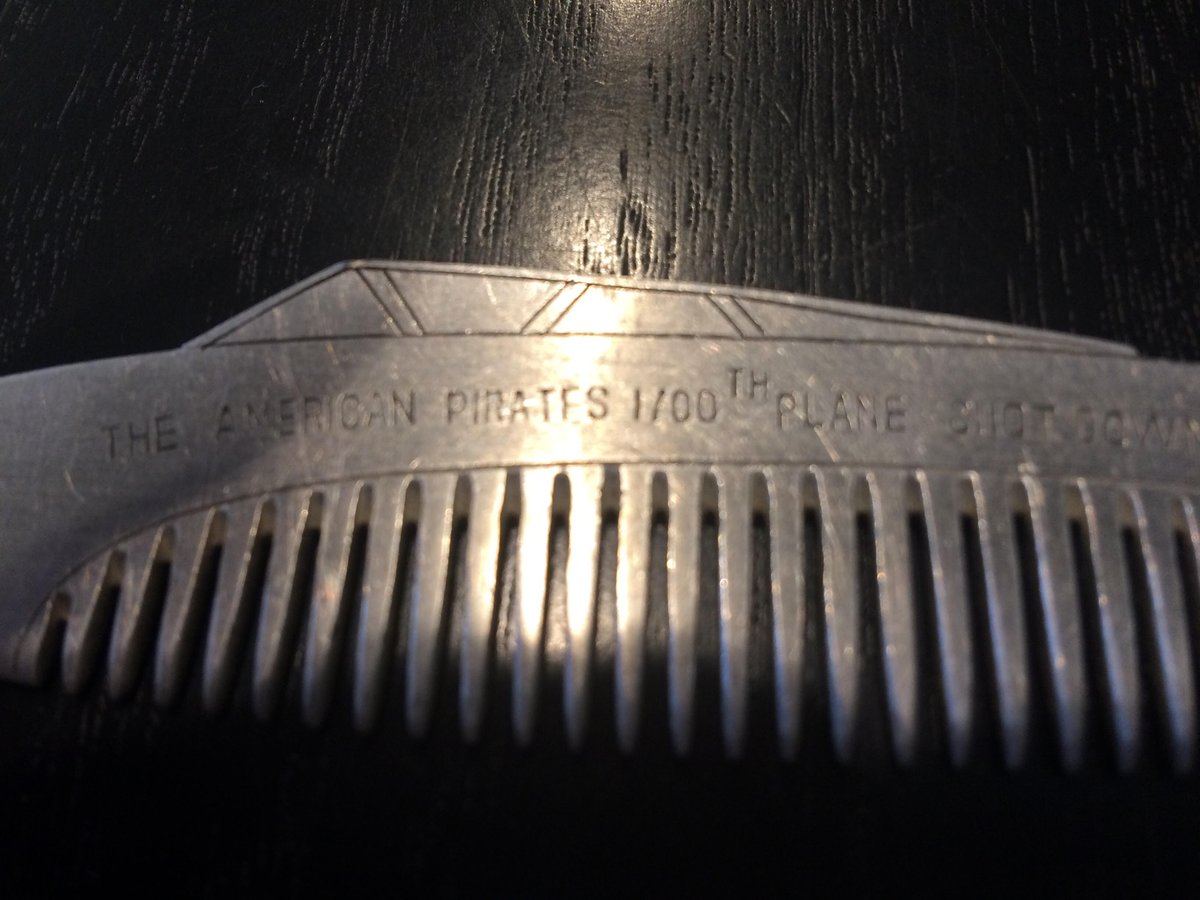 THE AMERICAN PIRATES 1700TH PLANE SHOT DOWN